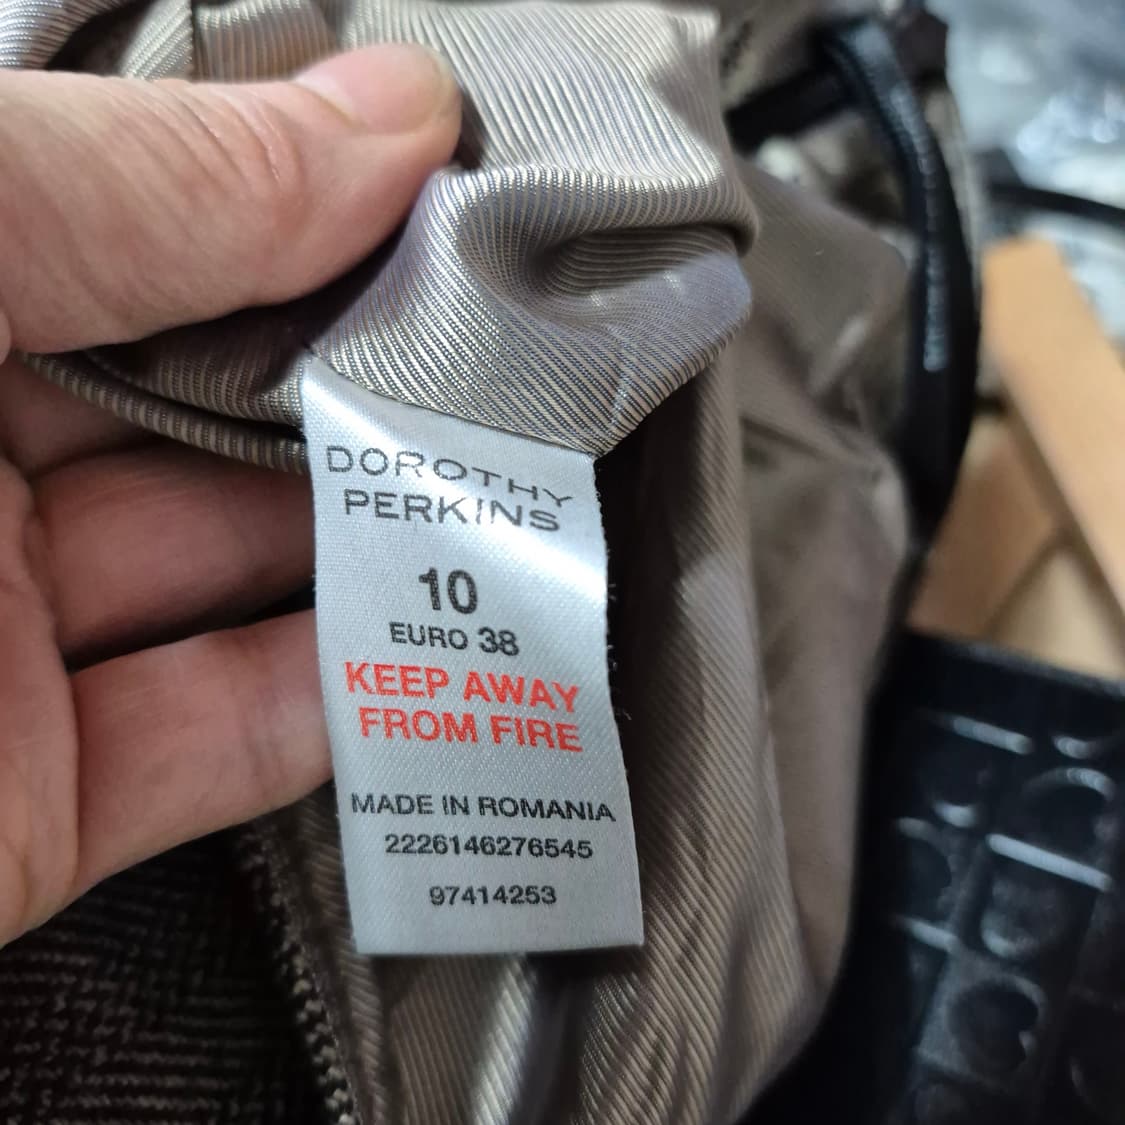 DOROTHY
PERKINS
10
EURO 38
KEEP AWAY
FROM FIRE
MADE IN ROMANIA
2226146276545
97414253